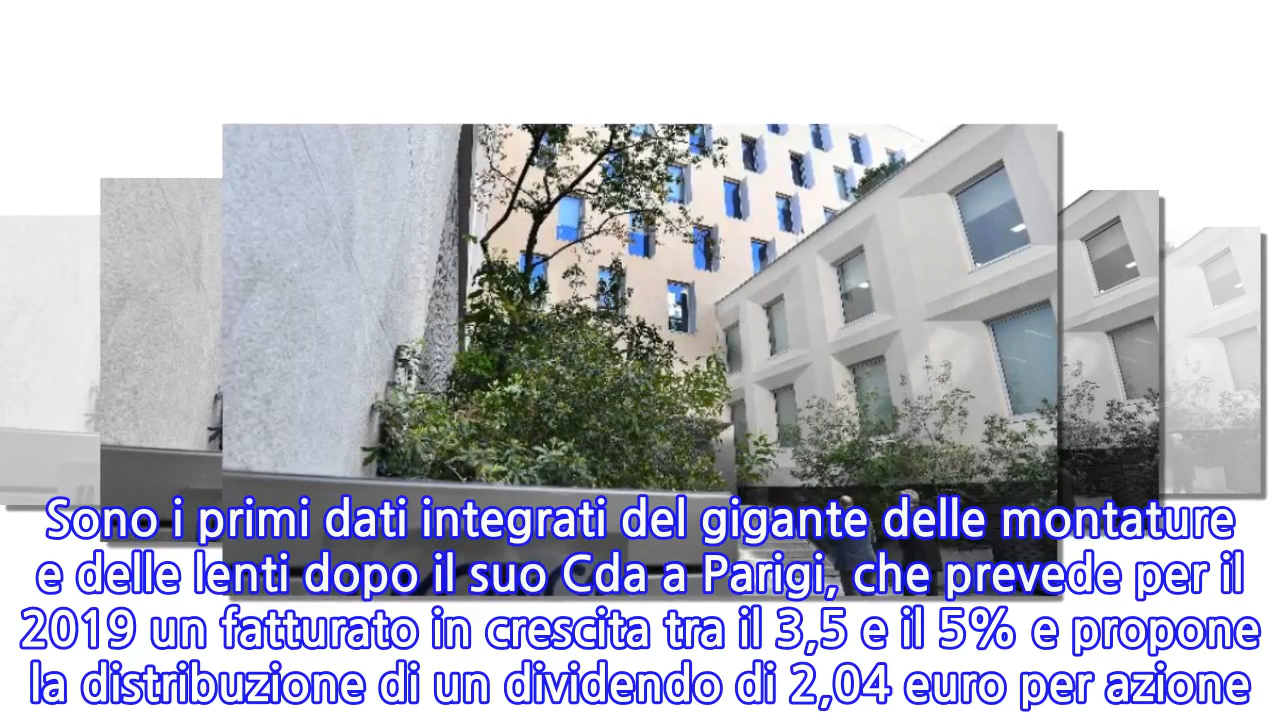 Sono i primi dati integrati del gigante delle montature
e delle lenti dopo il suo Cda a Parigi, che prevede per il
2019 un fatturato in crescita tra il 3,5 e il 5% e propone
la distribuzione di un dividendo di 2,04 euro per azione